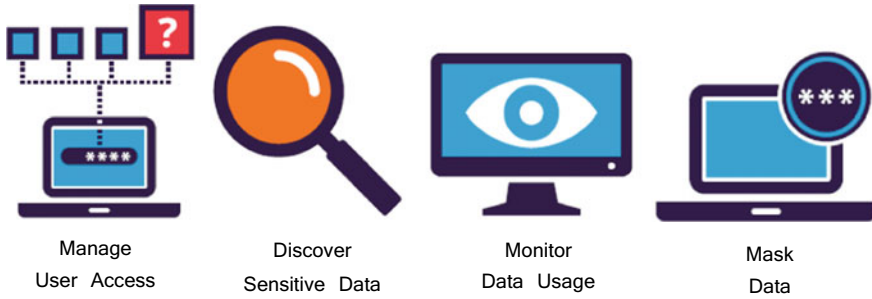 ?
****
***
Manage
User Access
Discover
Sensitive Data
Monitor
Data Usage
Mask
Data